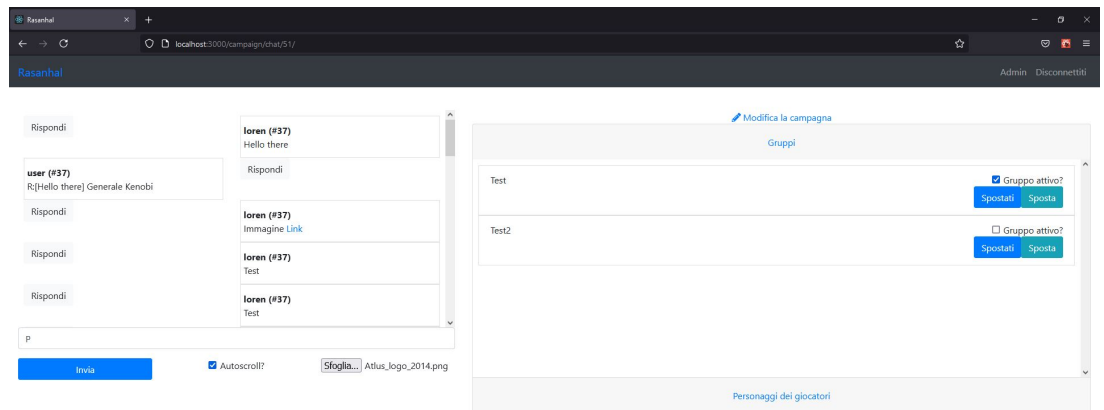 Rasanhal
localhost:3000/campaign/chat/51/
Rasanhal
Admin Disconnettiti
Rispondi
loren (#37)
Hello there
user (#37)
R:[Hello there] Generale Kenobi
Rispondi
Rispondi
loren (#37)
Immagine Link
Rispondi
loren (#37)
Test
Rispondi
loren (#37)
Test
P
Invia
Autoscroll?
Sfoglia... Atlus_logo_2014.png
Modifica la campagna
Gruppi
Test
Gruppo attivo?
Spostati Sposta
Test2
Gruppo attivo?
Spostati Sposta
Personaggi dei giocatori